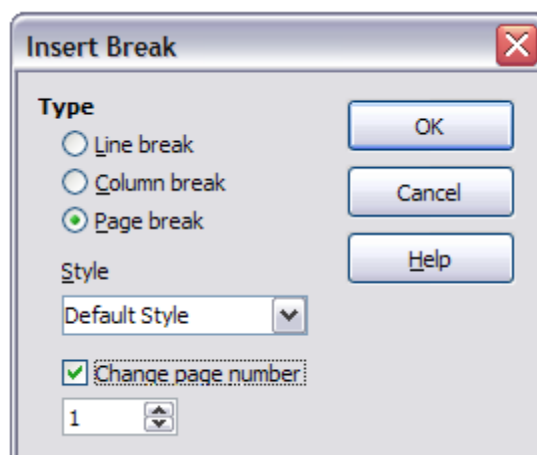 Insert Break
Type
Line break
Column break
Page break
Style
Default Style
Change page number
1
OK
Cancel
Help